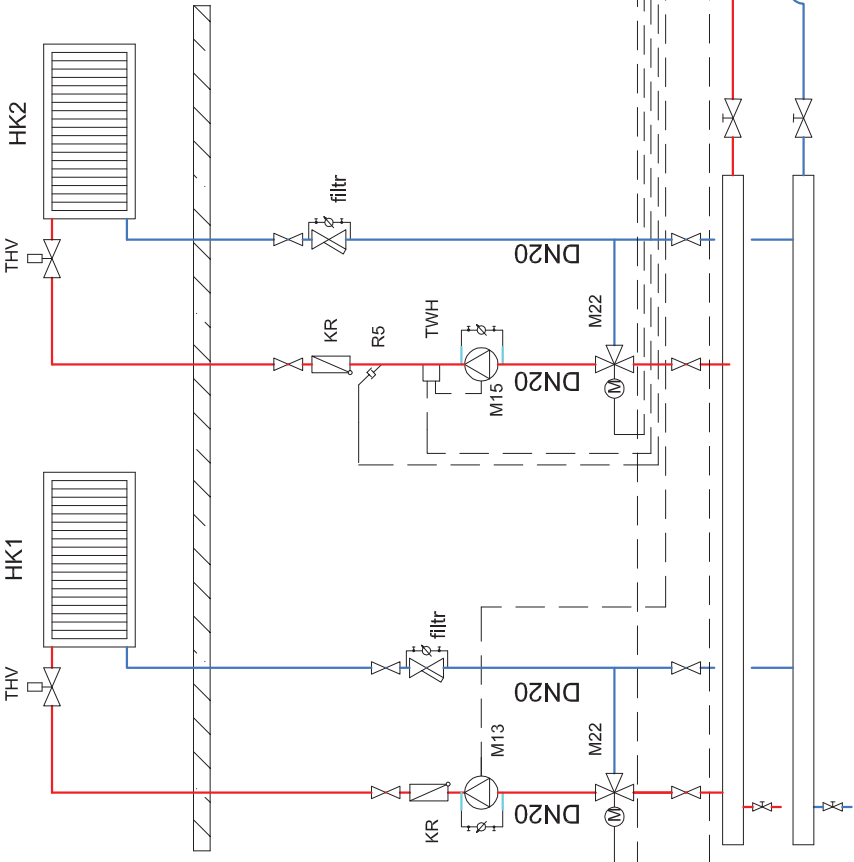 HK2
THV
filtr
DN20
KR
R5
TWH
M22
M15
DN20
M
HK1
THV
filtr
DN20
M13
M22
KR
DN20
M